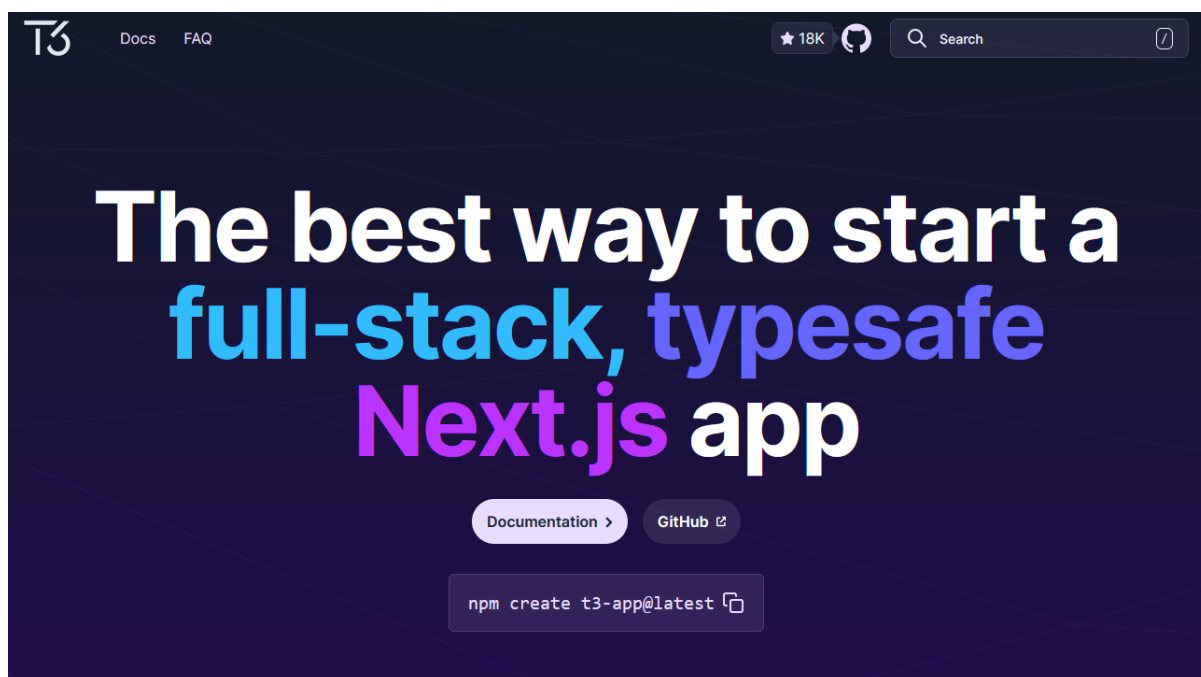 T3
Docs
FAQ
18K
Search
/
The best way to start a
full-stack, typesafe
Next.js app
Documentation
GitHub
npm create t3-app@latest